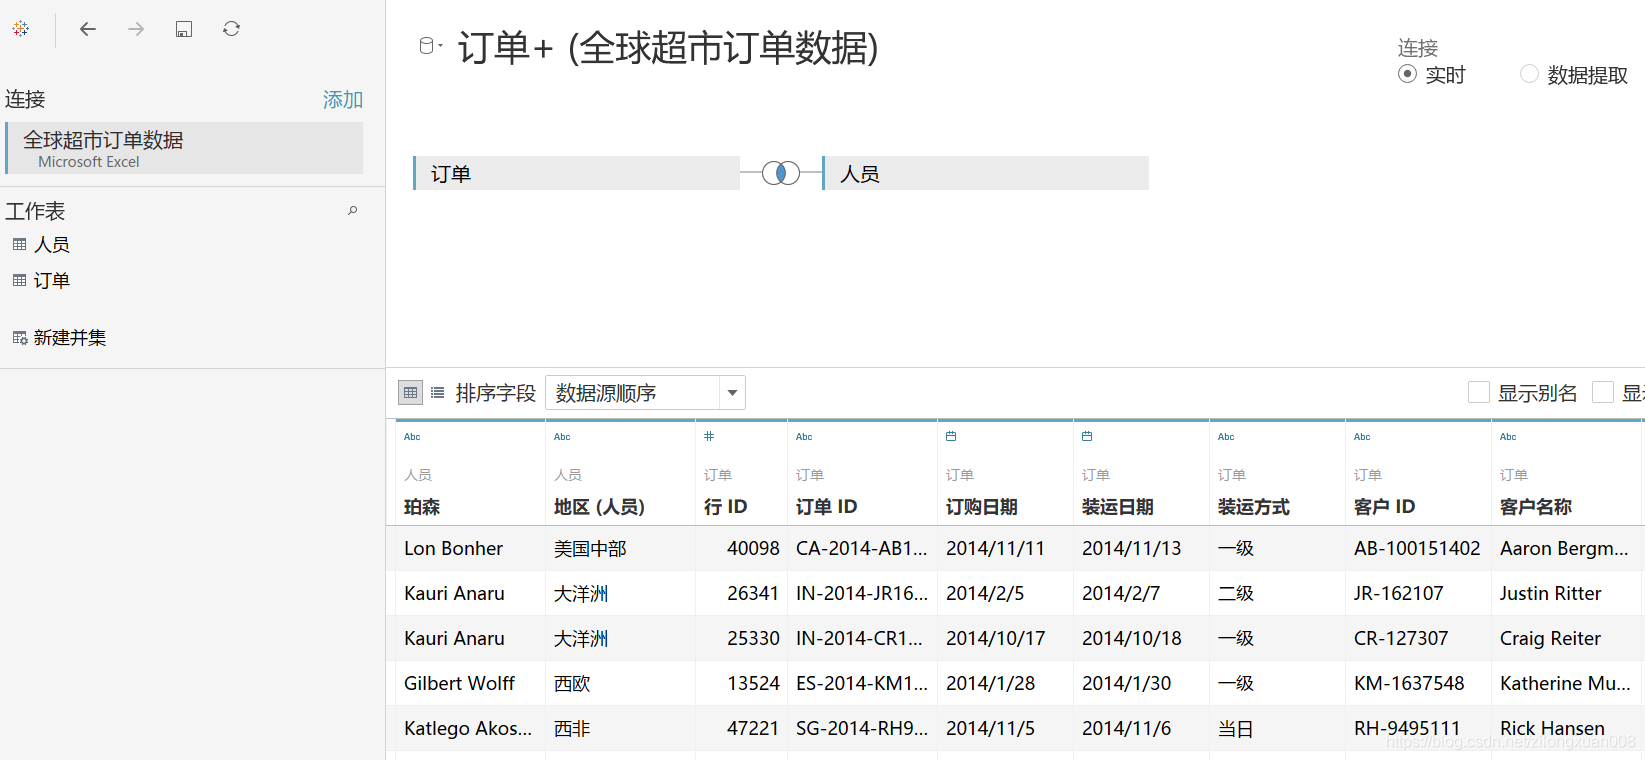 连接
添加
全球超市订单数据
Microsoft Excel
工作表
人员
订单
新建并集
订单+ (全球超市订单数据)
连接
实时
数据提取
订单
人员
排序字段
数据源顺序
显示别名
Abc Abc # Abc Abc Abc Abc
人员 人员 订单 订单 订单 订单 订单 订单 订单
珀森 地区 (人员) 行 ID 订单 ID 订购日期 装运日期 装运方式 客户 ID 客户名称
Lon Bonher 美国中部 40098 CA-2014-AB1... 2014/11/11 2014/11/13 一级 AB-100151402 Aaron Bergm...
Kauri Anaru 大洋洲 26341 IN-2014-JR16... 2014/2/5 2014/2/7 二级 JR-162107 Justin Ritter
Kauri Anaru 大洋洲 25330 IN-2014-CR1... 2014/10/17 2014/10/18 一级 CR-127307 Craig Reiter
Gilbert Wolff 西欧 13524 ES-2014-KM1... 2014/1/28 2014/1/30 一级 KM-1637548 Katherine Mu...
Katlego Akos... 西非 47221 SG-2014-RH9... 2014/11/5 2014/11/6 当日 RH-9495111 Rick Hansen
https://blog.csdn.net/zilongxuan008